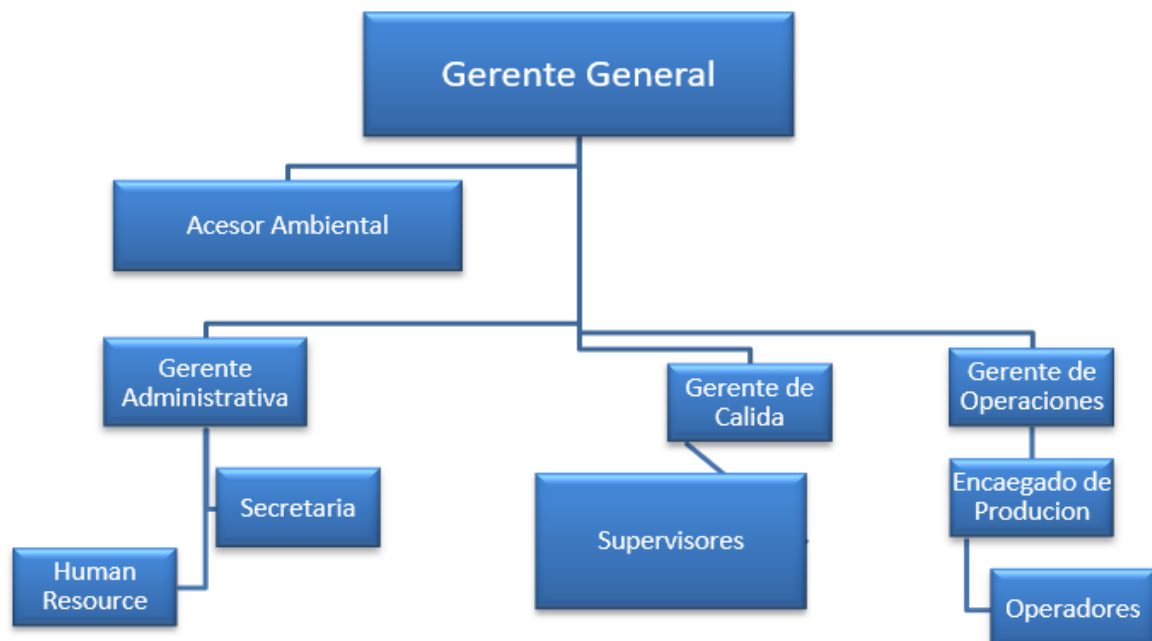 Gerente General
Acesor Ambiental
Gerente
Administrativa
Gerente de
Calida
Gerente de
Operaciones
Secretaria
Human
Resource
Supervisores
Encaegado de
Producion
Operadores